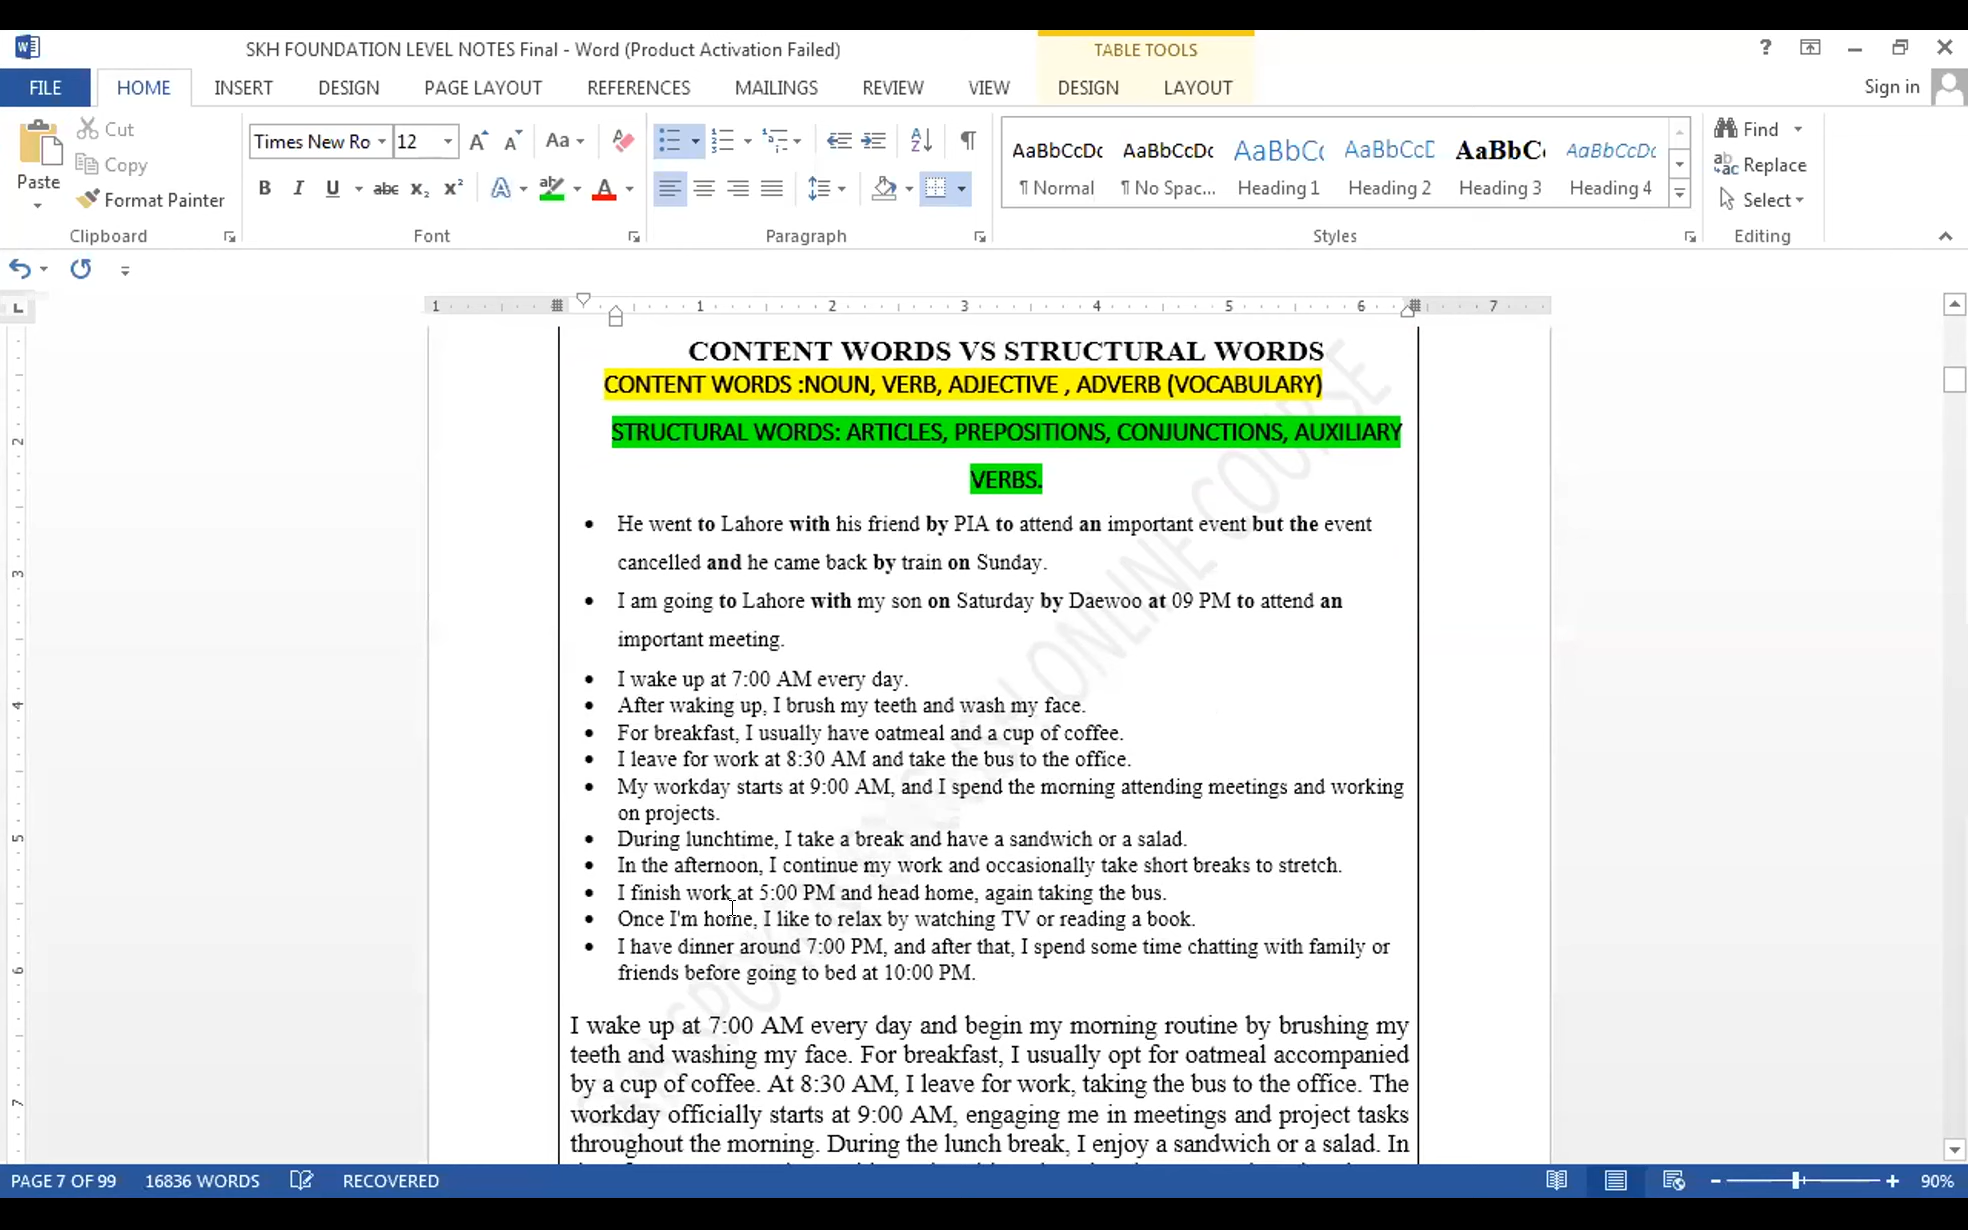 SKH FOUNDATION LEVEL NOTES Final - Word (Product Activation Failed)
TABLE TOOLS
?
FILE HOME INSERT DESIGN PAGE LAYOUT REFERENCES MAILINGS REVIEW VIEW DESIGN LAYOUT Sign in
Paste
Cut
Copy
Format Painter
Clipboard
Times New Ro 12
Font
Paragraph
AaBbCcDc AaBbCcDc AaBbC( AaBbCcD AaBbC AaBbCcDc
¶ Normal ¶ No Spac... Heading 1 Heading 2 Heading 3 Heading 4
Styles
Find
Replace
Select
Editing
1 1 2 3 4 5 6 7
2
3
4
5
6
7
CONTENT WORDS VS STRUCTURAL WORDS
CONTENT WORDS :NOUN, VERB, ADJECTIVE , ADVERB (VOCABULARY)
STRUCTURAL WORDS: ARTICLES, PREPOSITIONS, CONJUNCTIONS, AUXILIARY
VERBS.
• He went to Lahore with his friend by PIA to attend an important event but the event
cancelled and he came back by train on Sunday.
• I am going to Lahore with my son on Saturday by Daewoo at 09 PM to attend an
important meeting.
• I wake up at 7:00 AM every day.
• After waking up, I brush my teeth and wash my face.
• For breakfast, I usually have oatmeal and a cup of coffee.
• I leave for work at 8:30 AM and take the bus to the office.
• My workday starts at 9:00 AM, and I spend the morning attending meetings and working
on projects.
• During lunchtime, I take a break and have a sandwich or a salad.
• In the afternoon, I continue my work and occasionally take short breaks to stretch.
• I finish work at 5:00 PM and head home, again taking the bus.
• Once I'm home, I like to relax by watching TV or reading a book.
• I have dinner around 7:00 PM, and after that, I spend some time chatting with family or
friends before going to bed at 10:00 PM.
I wake up at 7:00 AM every day and begin my morning routine by brushing my
teeth and washing my face. For breakfast, I usually opt for oatmeal accompanied
by a cup of coffee. At 8:30 AM, I leave for work, taking the bus to the office. The
workday officially starts at 9:00 AM, engaging me in meetings and project tasks
throughout the morning. During the lunch break, I enjoy a sandwich or a salad. In
PAGE 7 OF 99 16836 WORDS RECOVERED 90%